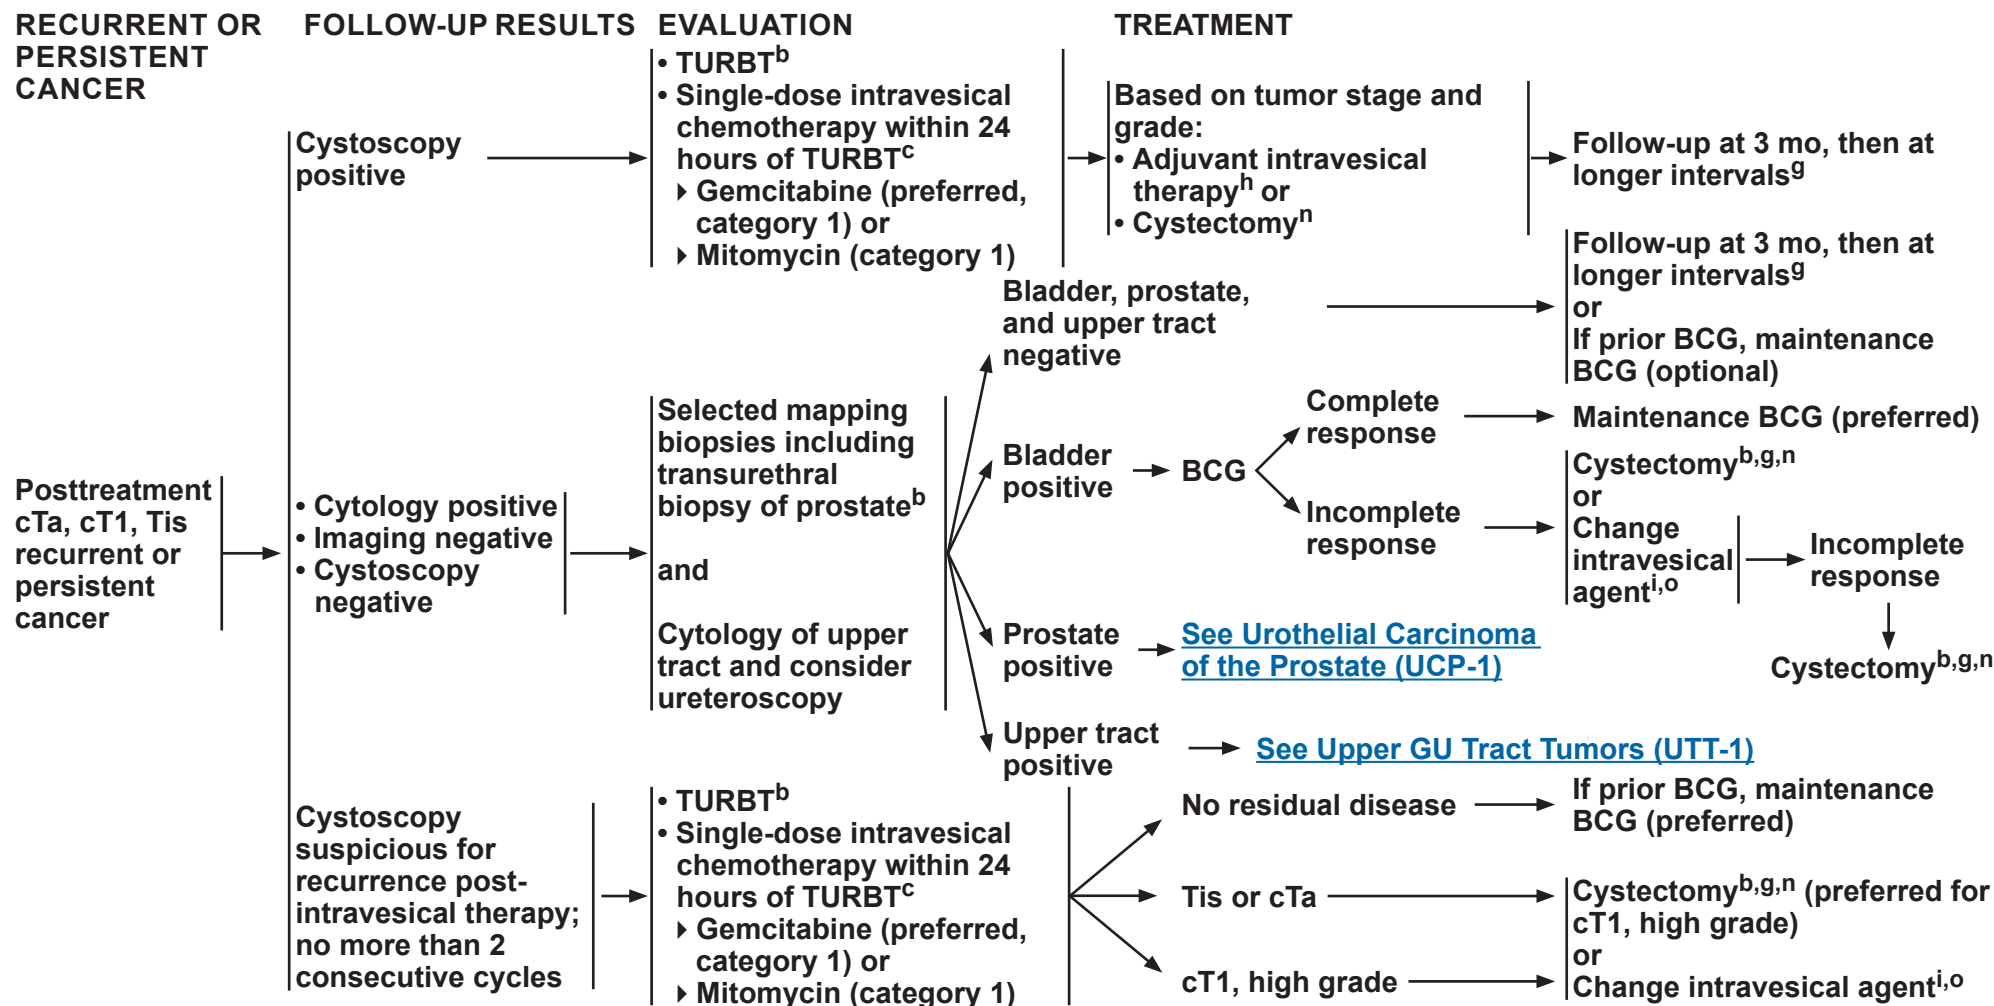 RECURRENT OR
PERSISTENT
CANCER
FOLLOW-UP RESULTS
EVALUATION
TREATMENT
Posttreatment
cTa, cT1, Tis
recurrent or
persistent
cancer
Cystoscopy
positive
• TURBTb
• Single-dose intravesical
chemotherapy within 24
hours of TURBTc
▸ Gemcitabine (preferred,
category 1) or
▸ Mitomycin (category 1)
Based on tumor stage and
grade:
• Adjuvant intravesical
therapyh or
• Cystectomyn
Follow-up at 3 mo, then at
longer intervalsg
• Cytology positive
• Imaging negative
• Cystoscopy
negative
Selected mapping
biopsies including
transurethral
biopsy of prostateb
and
Cytology of upper
tract and consider
ureteroscopy
Bladder, prostate,
and upper tract
negative
Follow-up at 3 mo, then at
longer intervalsg
or
If prior BCG, maintenance
BCG (optional)
Bladder
positive
BCG
Complete
response
Maintenance BCG (preferred)
Incomplete
response
Cystectomyb,g,n
or
Change
intravesical
agenti,o
Incomplete
response
Cystectomyb,g,n
Prostate
positive
See Urothelial Carcinoma
of the Prostate (UCP-1)
Upper tract
positive
See Upper GU Tract Tumors (UTT-1)
Cystoscopy
suspicious for
recurrence post-
intravesical therapy;
no more than 2
consecutive cycles
• TURBTb
• Single-dose intravesical
chemotherapy within 24
hours of TURBTc
▸ Gemcitabine (preferred,
category 1) or
▸ Mitomycin (category 1)
No residual disease
If prior BCG, maintenance
BCG (preferred)
Tis or cTa
cT1, high grade
Cystectomyb,g,n (preferred for
cT1, high grade)
or
Change intravesical agenti,o